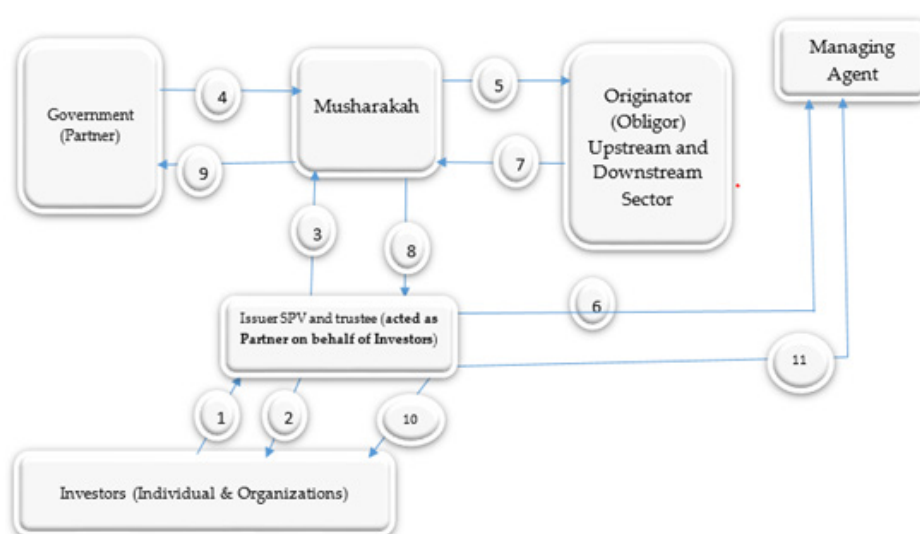 Managing
Agent
Government
(Partner)
4
Musharakah
5
Originator
(Obligor)
Upstream and
Downstream
Sector
9
7
3
8
Issuer SPV and trustee (acted as
Partner on behalf of Investors)
6
11
1
2
10
Investors (Individual & Organizations)